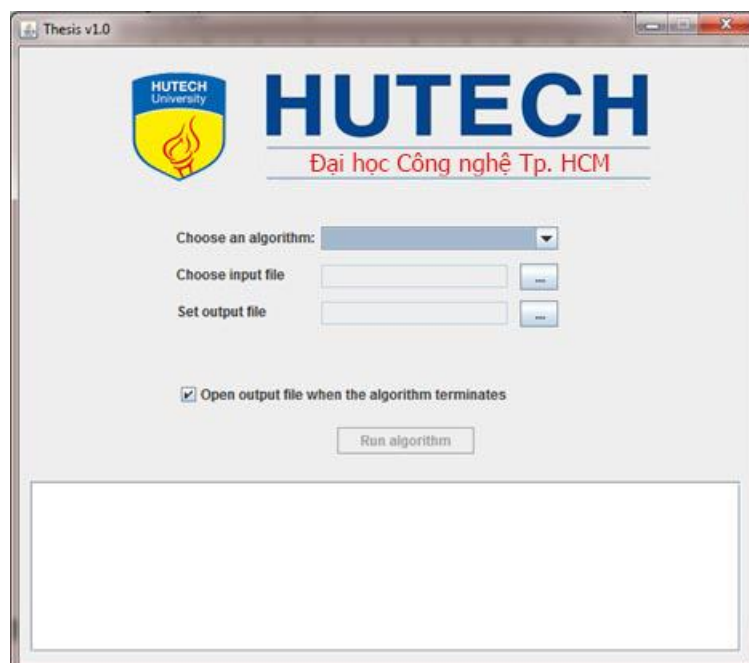 Thesis v1.0
HUTECH
University
HUTECH
Đại học Công nghệ Tp. HCM
Choose an algorithm:
Choose input file
...
Set output file
...
Open output file when the algorithm terminates
Run algorithm